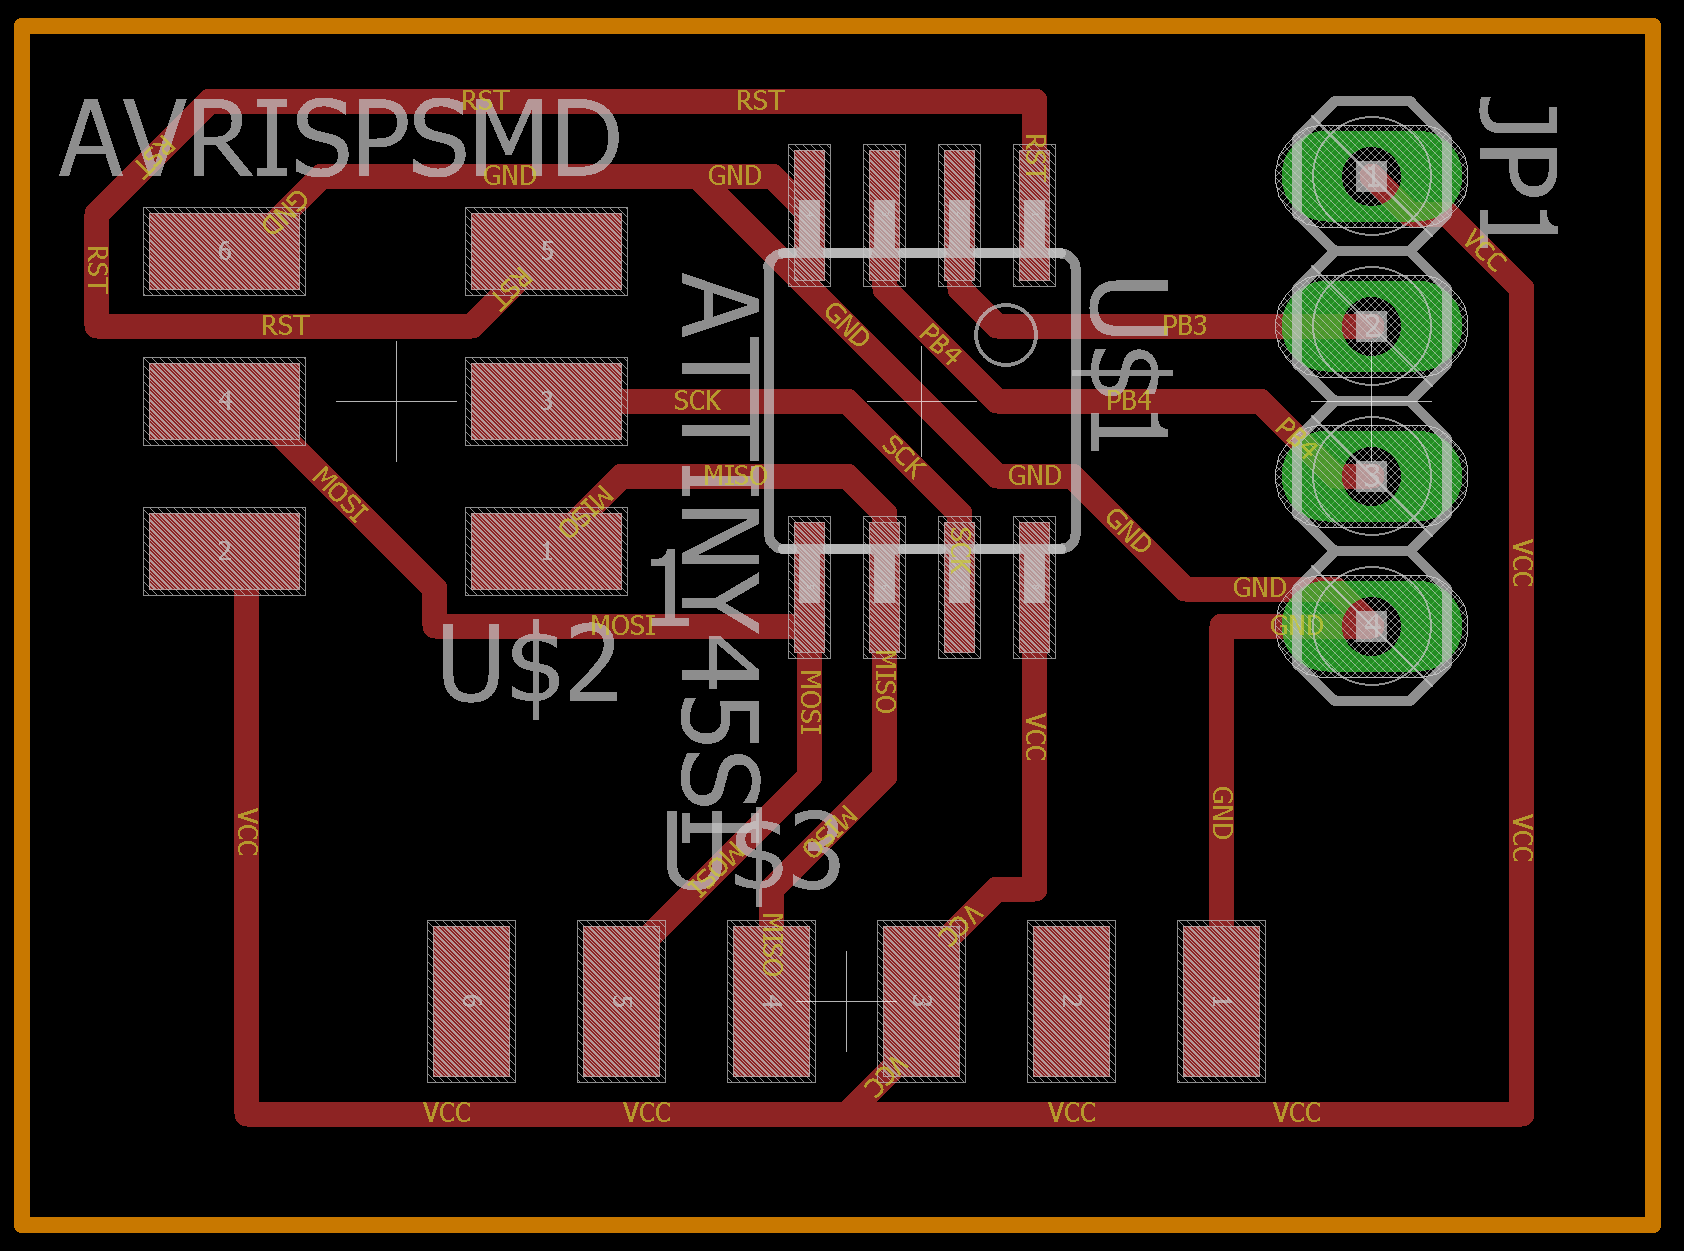 RST
RST
AVRISPSMD
RST
RST
JP1
GND
GND
GND
1
6
5
RST
VCC
RST
ATTINY45SI
U$1
RST
GND
PB4
PB3
2
4
3
SCK
PB4
SCK
PB4
MOSI
MISO
MISO
GND
3
GND
2
1
SCK
VCC
1
GND
MOSI
GND
4
U$2
MOSI
MISO
VCC
VCC
GND
VCC
U$3
MOSI
MISO
VCC
MISO
6
5
4
3
2
1
VCC
VCC
VCC
VCC
VCC